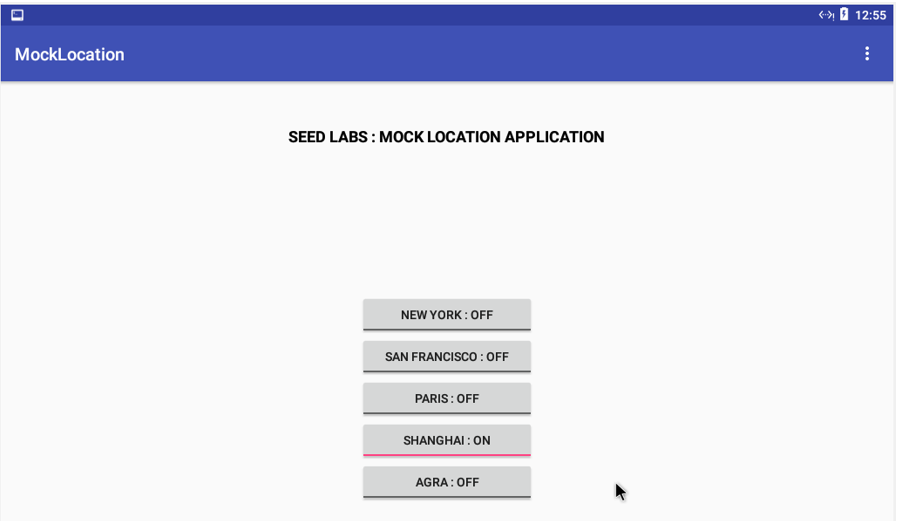 12:55
MockLocation
SEED LABS : MOCK LOCATION APPLICATION
NEW YORK : OFF
SAN FRANCISCO : OFF
PARIS : OFF
SHANGHAI : ON
AGRA : OFF